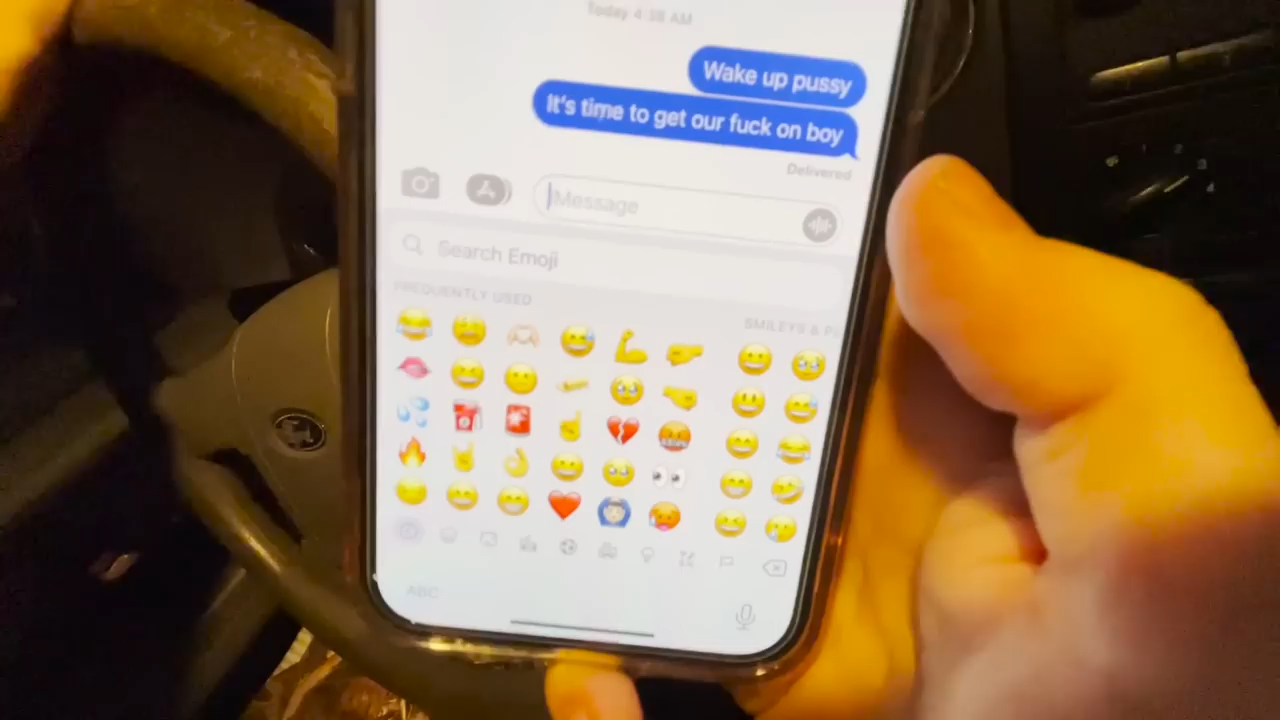 Today 4:38 AM
Wake up pussy
It's time to get our fuck on boy
Delivered
Message
Search Emoji
FREQUENTLY USED
SMILEYS & P
ABC